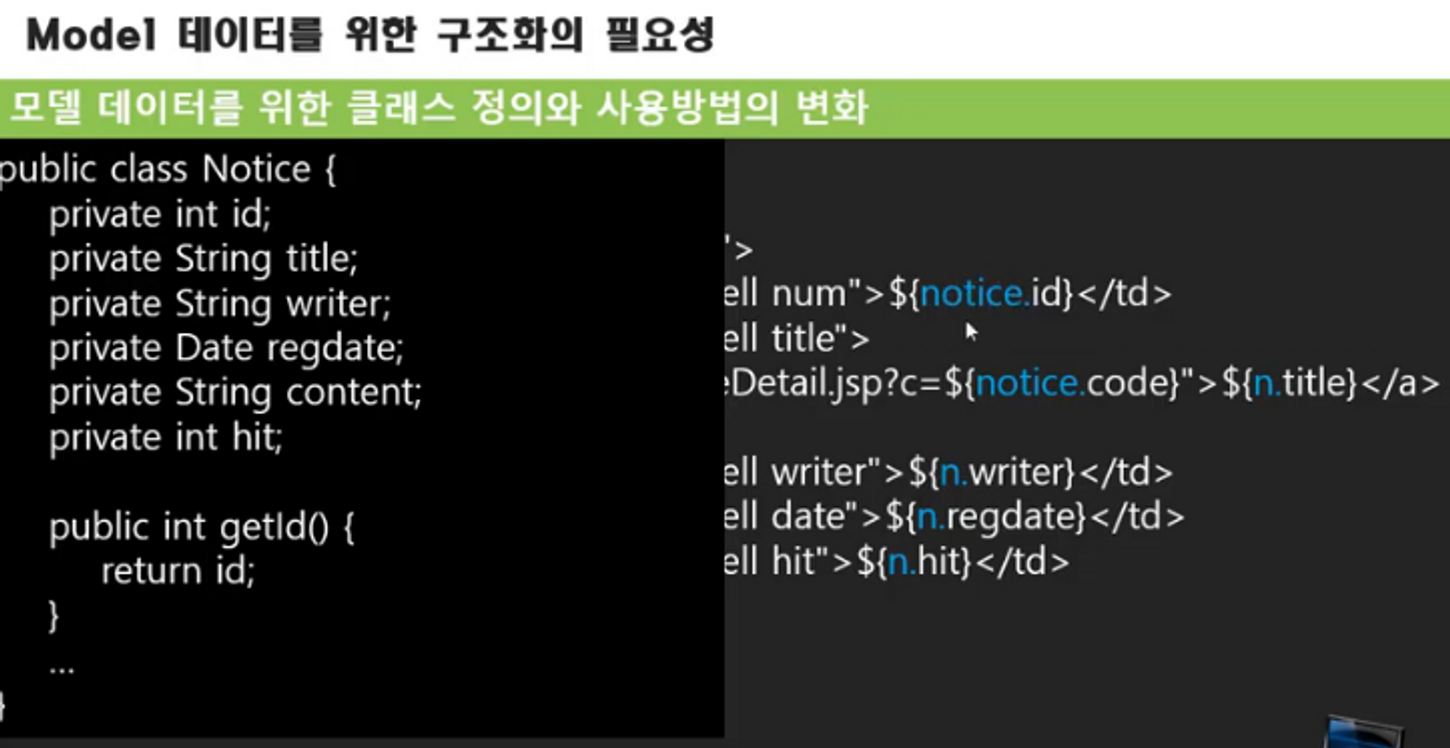 Model 데이터를 위한 구조화의 필요성
모델 데이터를 위한 클래스 정의와 사용방법의 변화
public class Notice {
private int id;
private String title;
private String writer;
private Date regdate;
private String content;
private int hit;
public int getId() {
return id;
}
...
}
">
ell num">${notice.id}</td>
ell title">
eDetail.jsp?c=${notice.code}">${n.title}</a>
ell writer">${n.writer}</td>
ell date">${n.regdate}</td>
ell hit">${n.hit}</td>